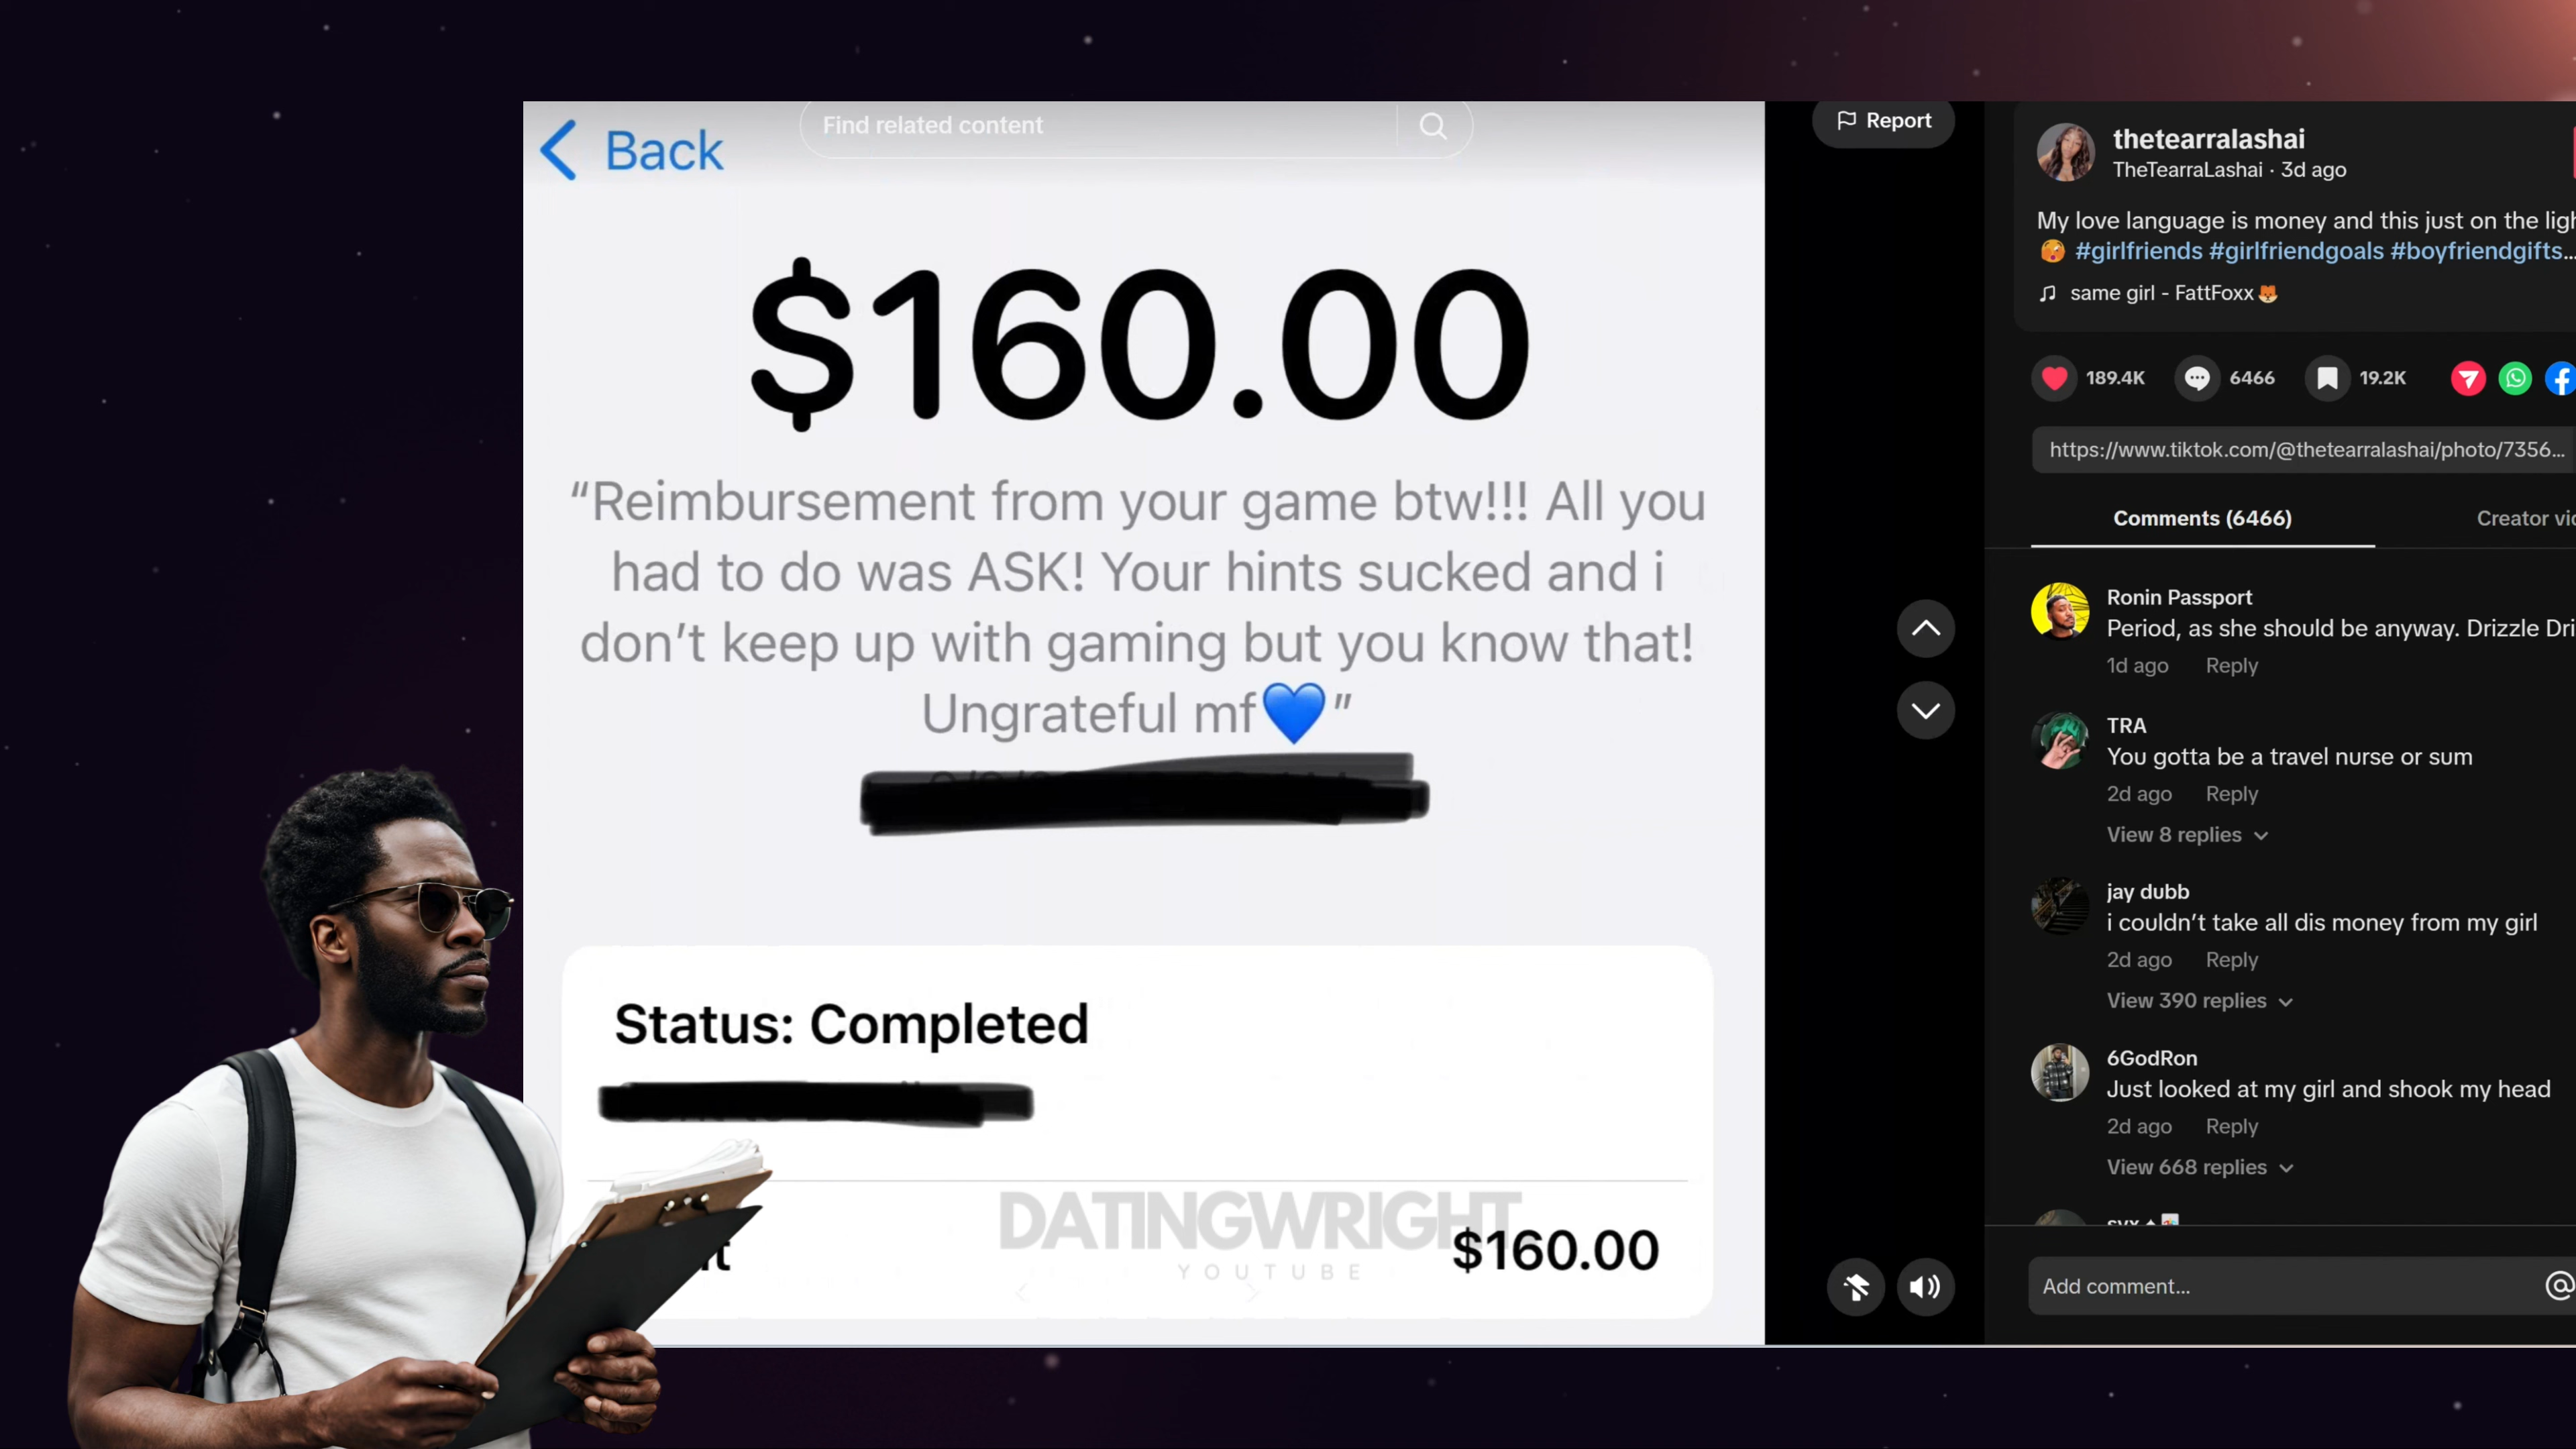 Find related content
Back
$160.00
“Reimbursement from your game btw!!! All you
had to do was ASK! Your hints sucked and i
don’t keep up with gaming but you know that!
Ungrateful mf💙”
Status: Completed
$160.00
DATINGWRIGHT
YOUTUBE
Report
thetearralashai
TheTearraLashai · 3d ago
My love language is money and this just on the
#girlfriends #girlfriendgoals #boyfriendgifts...
same girl - FattFoxx🦊
189.4K
6466
19.2K
https://www.tiktok.com/@thetearralashai/photo/7356...
Comments (6466)
Creator
Ronin Passport
Period, as she should be anyway. Drizzle
1d ago Reply
TRA
You gotta be a travel nurse or sum
2d ago Reply
View 8 replies
jay dubb
i couldn’t take all dis money from my girl
2d ago Reply
View 390 replies
6GodRon
Just looked at my girl and shook my head
2d ago Reply
View 668 replies
Add comment...
@